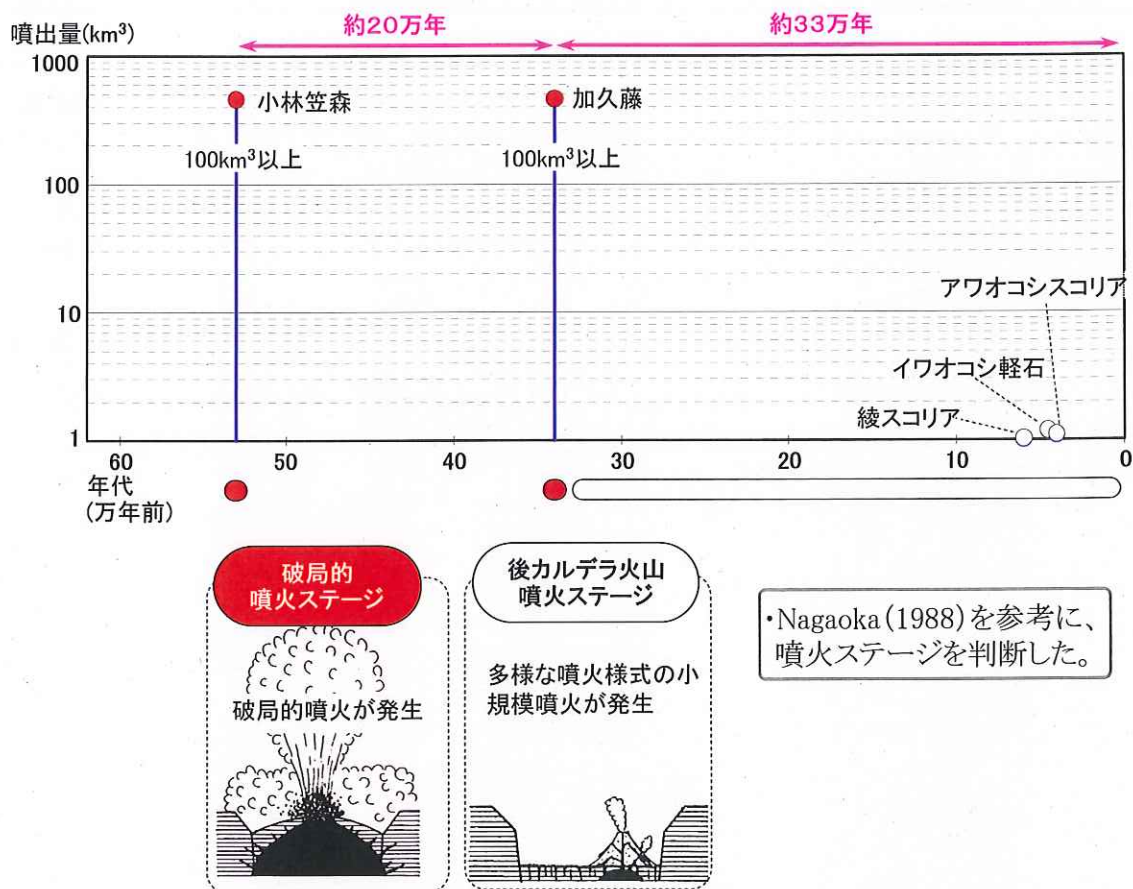 噴出量(km³)
約20万年
約33万年
1000
小林笠森
加久藤
100km³以上
100km³以上
100
アワオコシスコリア
10
イワオコシ軽石
綾スコリア
1
60
50
40
30
20
10
0
年代
(万年前)
破局的
噴火ステージ
後カルデラ火山
噴火ステージ
・Nagaoka(1988)を参考に、
噴火ステージを判断した。
破局的噴火が発生
多様な噴火様式の小
規模噴火が発生